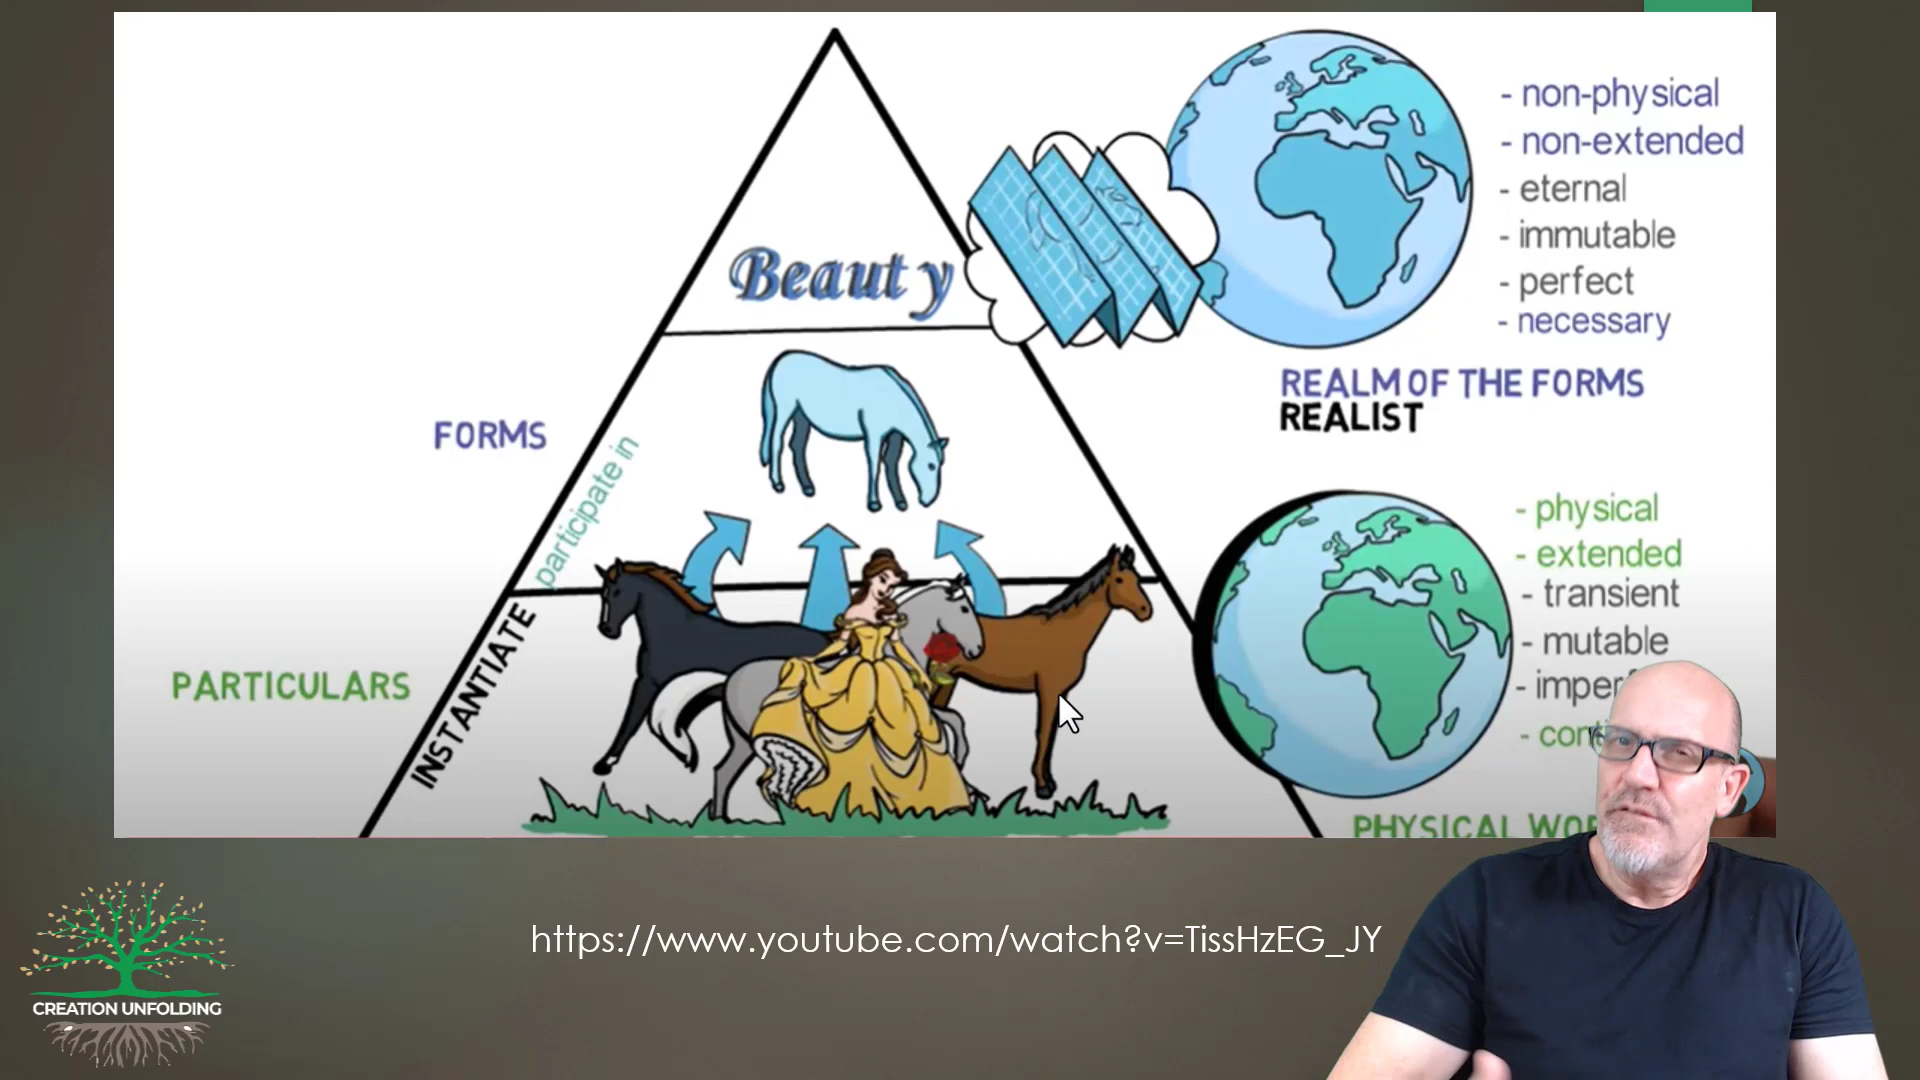 - non-physical
- non-extended
- eternal
- immutable
- perfect
- necessary
Beauty
REALM OF THE FORMS
REALIST
FORMS
participate in
- physical
- extended
- transient
- mutable
INSTANTIATE
PARTICULARS
https://www.youtube.com/watch?v=TissHzEG_JY
CREATION UNFOLDING